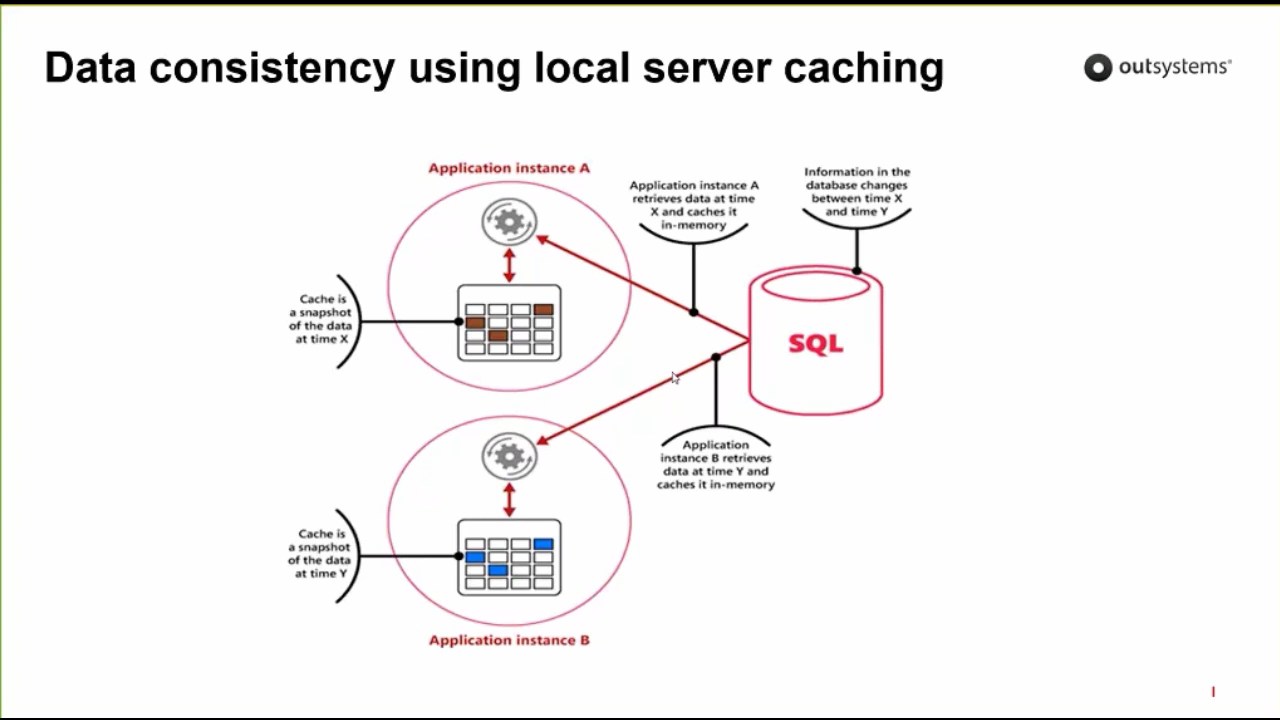 Data consistency using local server caching
outsystems
Application instance A
Application instance A
retrieves data at time
X and caches it
in-memory
Information in the
database changes
between time X
and time Y
Cache is
a snapshot
of the data
at time X
SQL
Application
instance B retrieves
data at time Y and
caches it in-memory
Cache is
a snapshot
of the data
at time Y
Application instance B